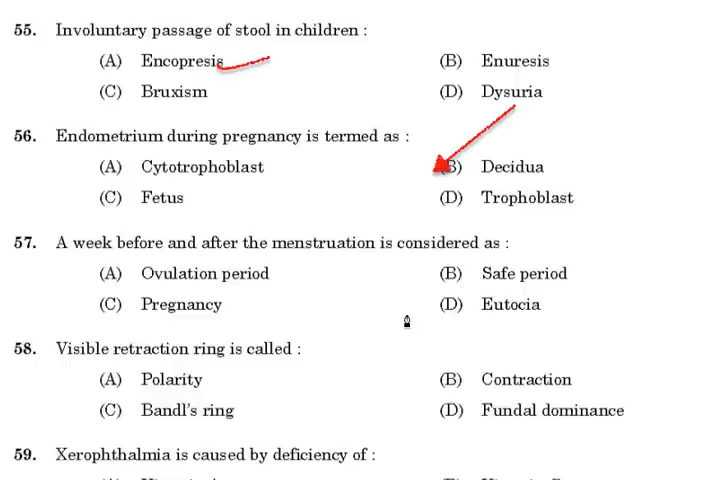 55. Involuntary passage of stool in children :
(A) Encopresis (B) Enuresis
(C) Bruxism (D) Dysuria
56. Endometrium during pregnancy is termed as :
(A) Cytotrophoblast (B) Decidua
(C) Fetus (D) Trophoblast
57. A week before and after the menstruation is considered as :
(A) Ovulation period (B) Safe period
(C) Pregnancy (D) Eutocia
58. Visible retraction ring is called :
(A) Polarity (B) Contraction
(C) Bandl's ring (D) Fundal dominance
59. Xerophthalmia is caused by deficiency of :